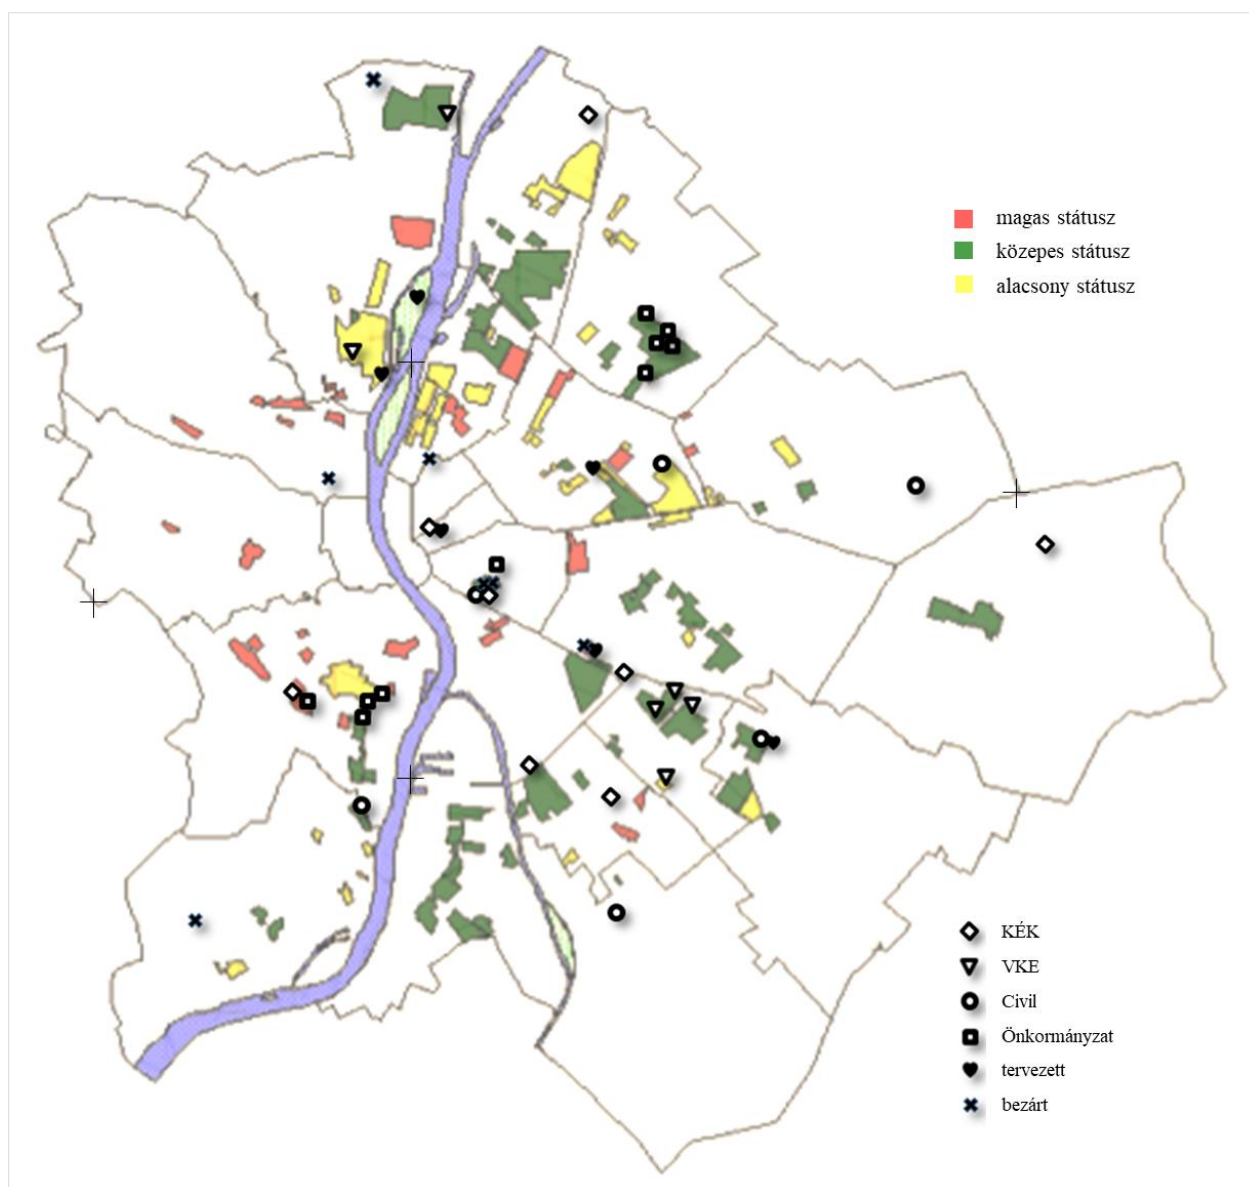 magas státusz
közepes státusz
alacsony státusz
KÉK
VKE
Civil
Önkormányzat
tervezett
bezárt